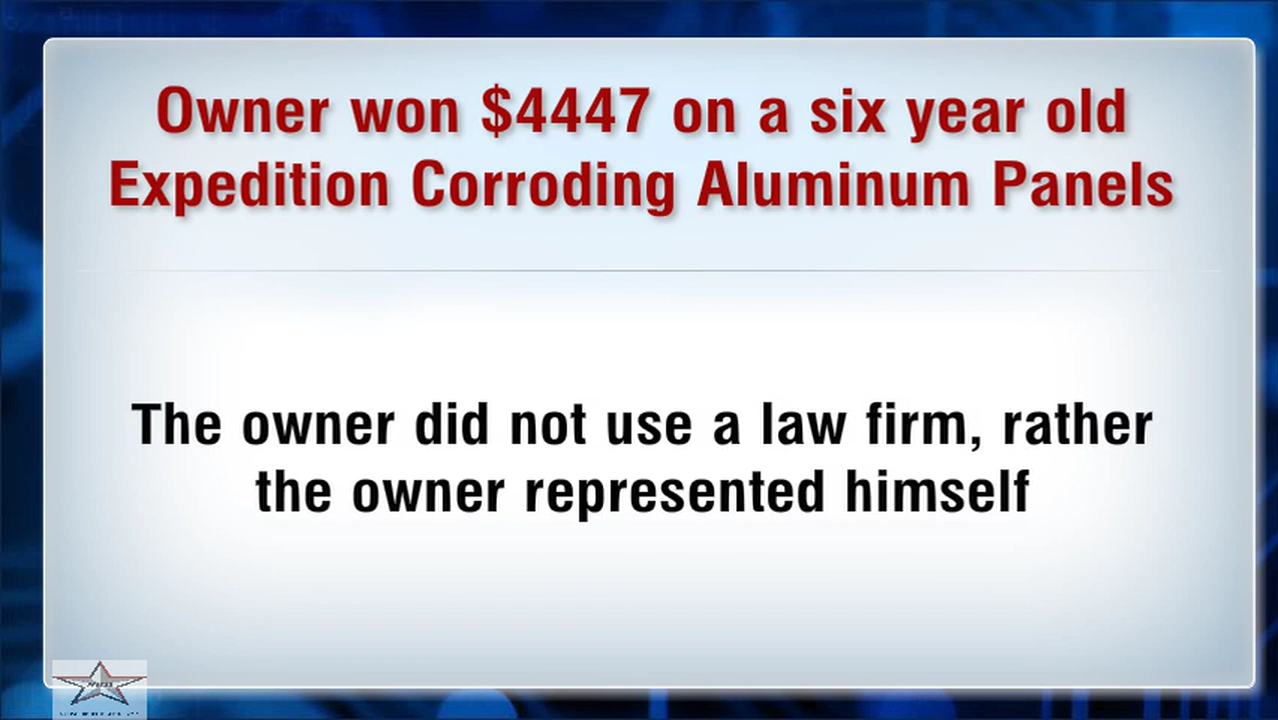 Owner won $4447 on a six year old
Expedition Corroding Aluminum Panels
The owner did not use a law firm, rather
the owner represented himself